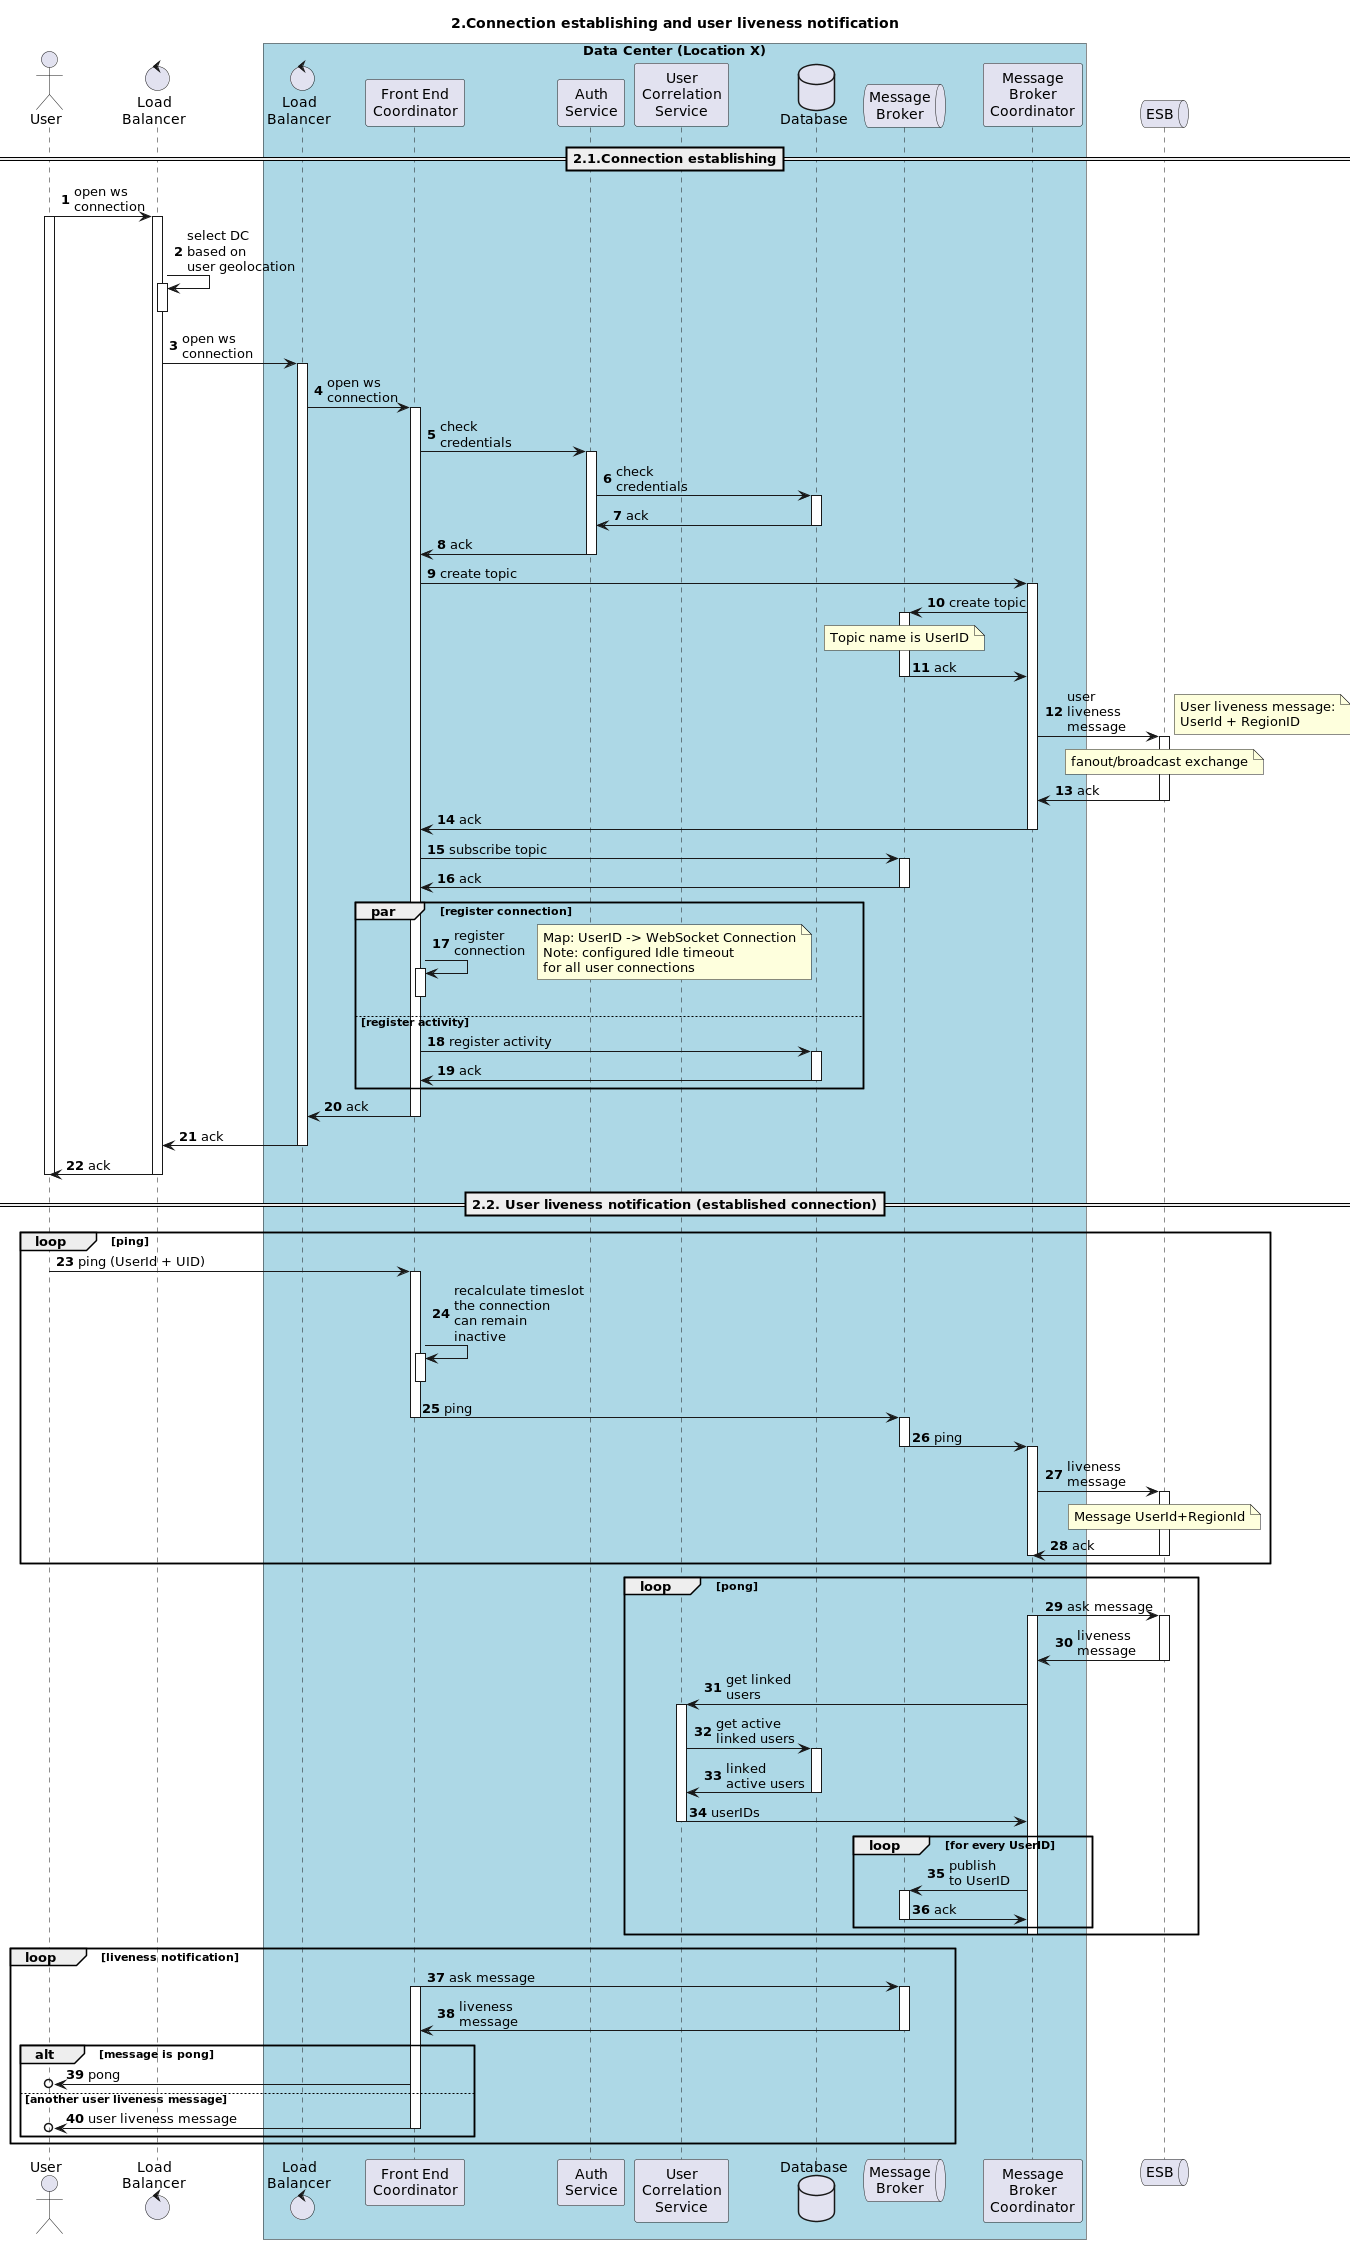 2.Connection establishing and user liveness notification
Data Center (Location X)
User
Load
Balancer
Load
Balancer
Front End
Coordinator
Auth
Service
User
Correlation
Service
Database
Message
Broker
Message
Broker
Coordinator
ESB
2.1.Connection establishing
1 open ws
connection
2 select DC
based on
user geolocation
3 open ws
connection
4 open ws
connection
5 check
credentials
6 check
credentials
7 ack
8 ack
9 create topic
10 create topic
Topic name is UserID
11 ack
12 user
liveness
message
User liveness message:
UserId + RegionID
fanout/broadcast exchange
13 ack
14 ack
15 subscribe topic
16 ack
par [register connection]
17 register
connection
Map: UserID -> WebSocket Connection
Note: configured Idle timeout
for all user connections
[register activity]
18 register activity
19 ack
20 ack
21 ack
22 ack
2.2. User liveness notification (established connection)
loop [ping]
23 ping (UserId + UID)
24 recalculate timeslot
the connection
can remain
inactive
25 ping
26 ping
27 liveness
message
Message UserId+RegionId
28 ack
loop [pong]
29 ask message
30 liveness
message
31 get linked
users
32 get active
linked users
33 linked
active users
34 userIDs
loop [for every UserID]
35 publish
to UserID
36 ack
loop [liveness notification]
37 ask message
38 liveness
message
alt [message is pong]
39 pong
[another user liveness message]
40 user liveness message
User
Load
Balancer
Load
Balancer
Front End
Coordinator
Auth
Service
User
Correlation
Service
Database
Message
Broker
Message
Broker
Coordinator
ESB